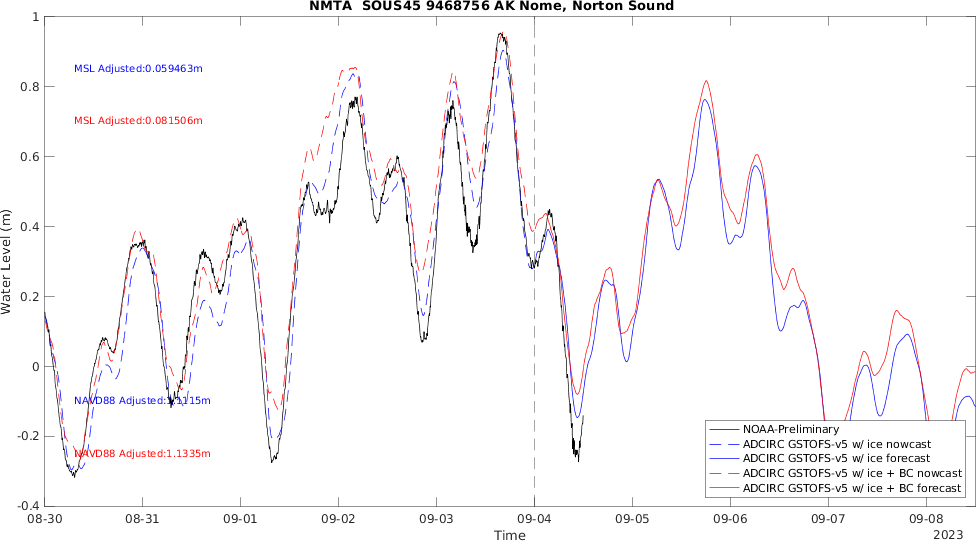 NMTA SOUS45 9468756 AK Nome, Norton Sound
1
0.8
0.6
0.4
0.2
0
-0.2
-0.4
Water Level (m)
MSL Adjusted:0.059463m
MSL Adjusted:0.081506m
NAVD88 Adjusted:1.1115m
NAVD88 Adjusted:1.1335m
NOAA-Preliminary
ADCIRC GSTOFS-v5 w/ ice nowcast
ADCIRC GSTOFS-v5 w/ ice forecast
ADCIRC GSTOFS-v5 w/ ice + BC nowcast
ADCIRC GSTOFS-v5 w/ ice + BC forecast
08-30 08-31 09-01 09-02 09-03 09-04 09-05 09-06 09-07 09-08
Time
2023